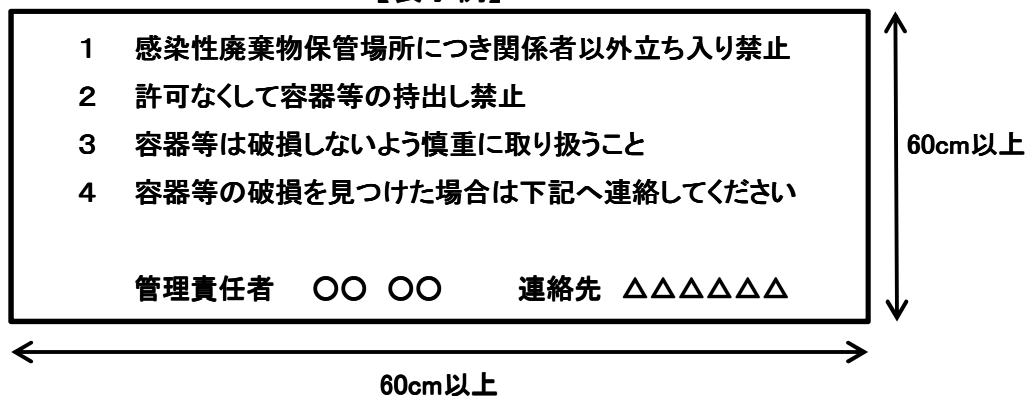 【表示例】
1 感染性廃棄物保管場所につき関係者以外立ち入り禁止
2 許可なくして容器等の持出し禁止
3 容器等は破損しないよう慎重に取り扱うこと
4 容器等の破損を見つけた場合は下記へ連絡してください
60cm以上
管理責任者 ○○ ○○ 連絡先 △△△△△△
60cm以上